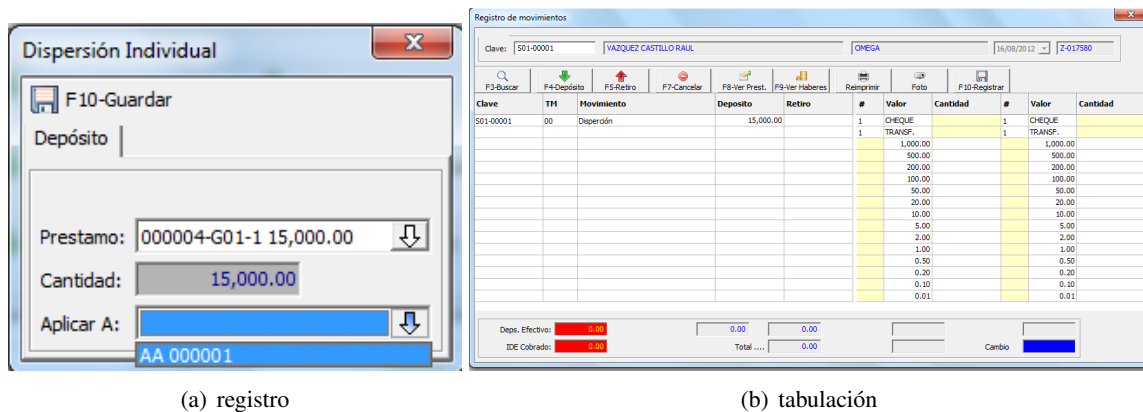 Dispersión Individual
F10-Guardar
Depósito
Prestamo: 000004-G01-1 15,000.00
Cantidad: 15,000.00
Aplicar A:
AA 000001
(a) registro
Registro de movimientos
Clave: S01-00001 VAZQUEZ CASTILLO RAUL OMEGA 16/08/2012 Z-017580
F3-Buscar F4-Depósito F5-Retiro F7-Cancelar F8-Ver Prest. F9-Ver Haberes Reimprimir Foto F10-Registrar
Clave TM Movimiento Deposito Retiro # Valor Cantidad # Valor Cantidad
S01-00001 00 Disperción 15,000.00 1 CHEQUE 1 CHEQUE
1 TRANSF. 1 TRANSF.
1,000.00 1,000.00
500.00 500.00
200.00 200.00
100.00 100.00
50.00 50.00
20.00 20.00
10.00 10.00
5.00 5.00
2.00 2.00
1.00 1.00
0.50 0.50
0.20 0.20
0.10 0.10
0.01 0.01
Deps. Efectivo: 0.00 0.00 0.00
IDE Cobrado: 0.00 Total .... 0.00 Cambio
(b) tabulación